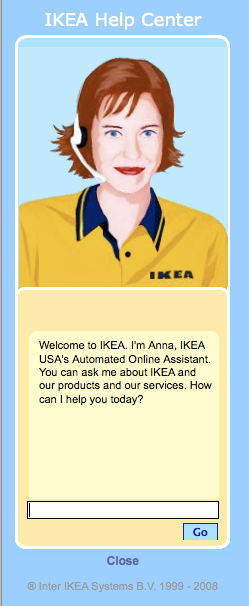 IKEA Help Center
IKEA
Welcome to IKEA. I'm Anna, IKEA
USA's Automated Online Assistant.
You can ask me about IKEA and
our products and our services. How
can I help you today?
Go
Close
® Inter IKEA Systems B.V. 1999 - 2008